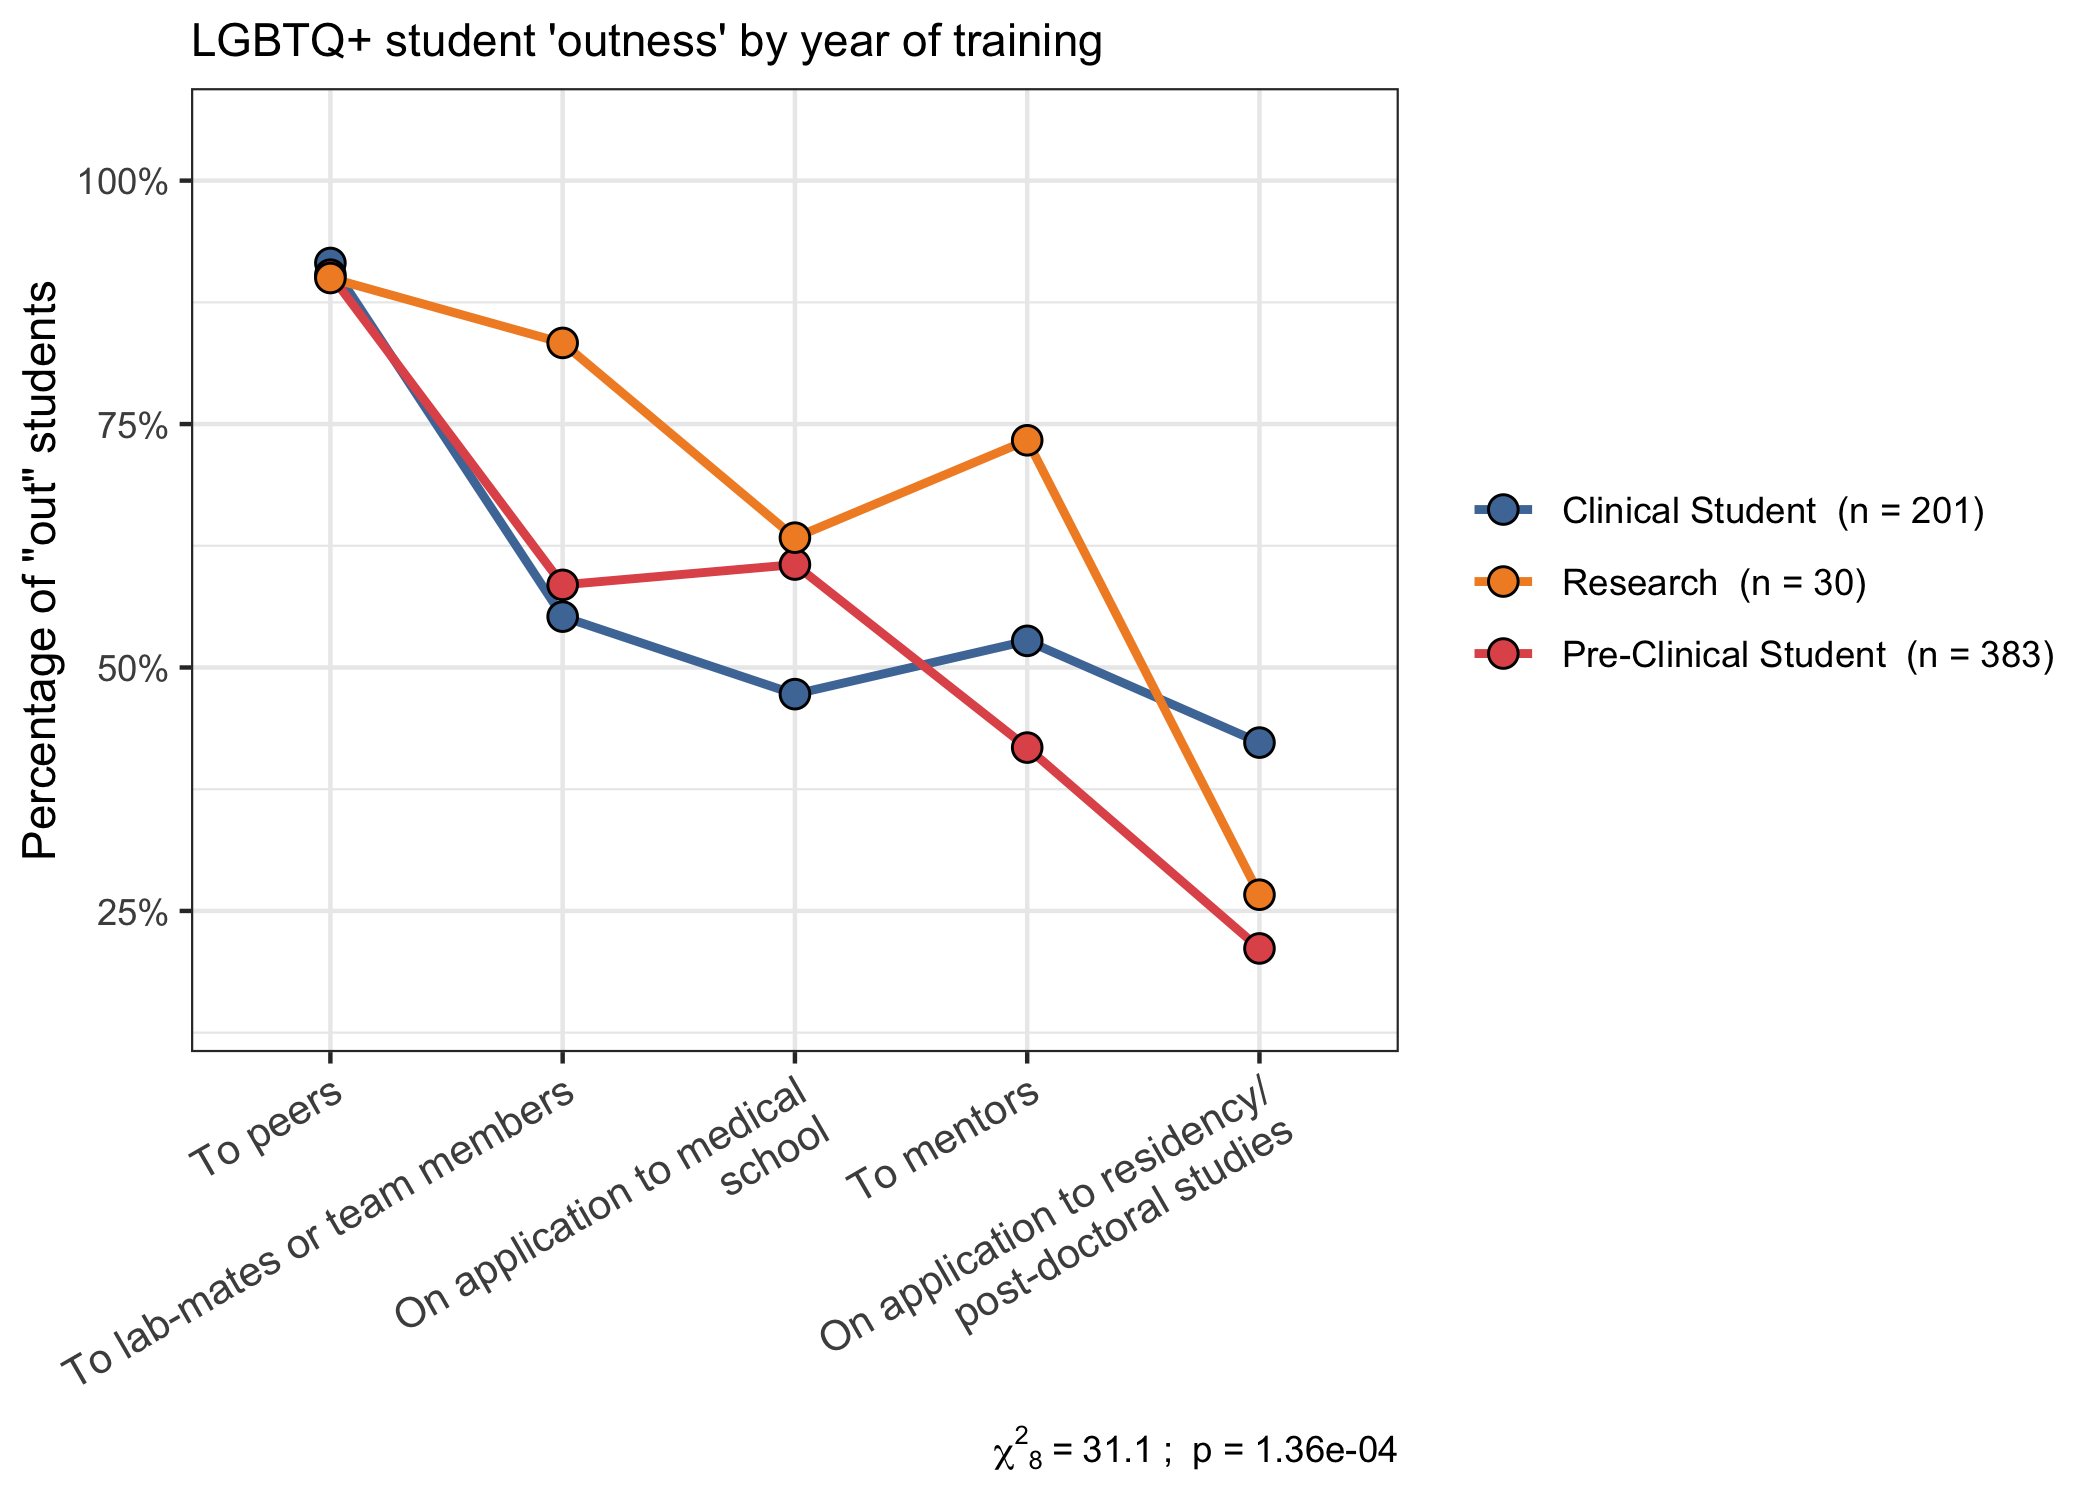 LGBTQ+ student 'outness' by year of training
Percentage of "out" students
100%
75%
50%
25%
To peers
To lab-mates or team members
On application to medical
school
To mentors
On application to residency/
post-doctoral studies
Clinical Student (n = 201)
Research (n = 30)
Pre-Clinical Student (n = 383)
χ²₈ = 31.1 ; p = 1.36e-04